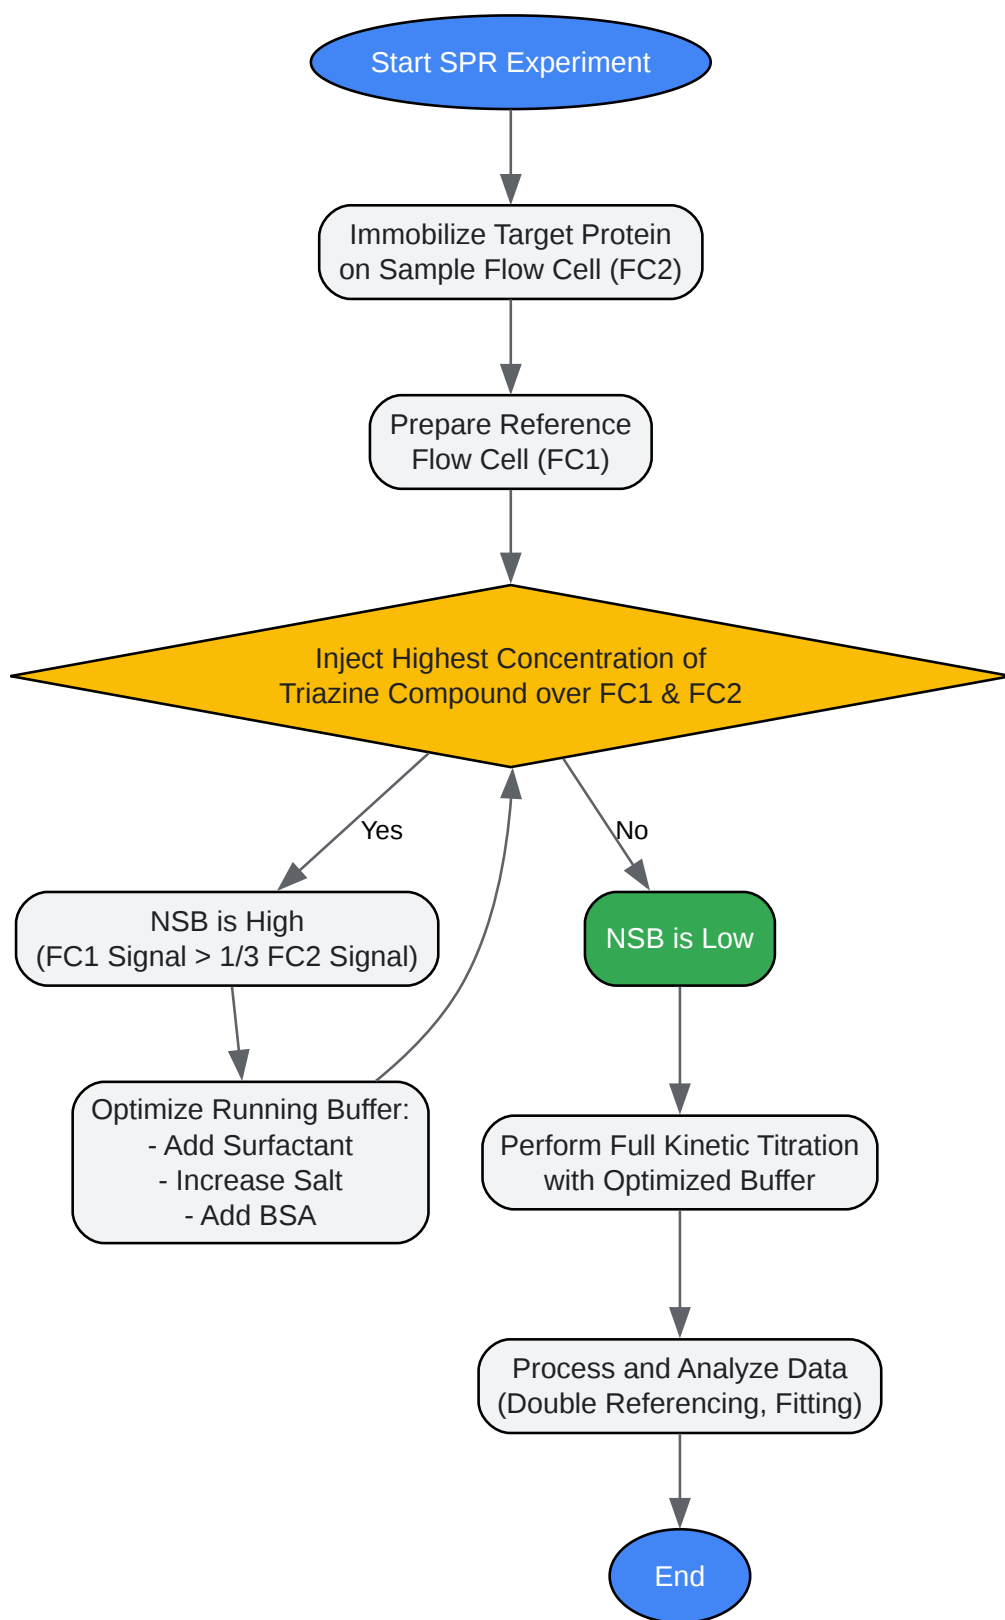 Start SPR Experiment
Immobilize Target Protein
on Sample Flow Cell (FC2)
Prepare Reference
Flow Cell (FC1)
Inject Highest Concentration of
Triazine Compound over FC1 & FC2
Yes
No
NSB is High
(FC1 Signal > 1/3 FC2 Signal)
NSB is Low
Optimize Running Buffer:
- Add Surfactant
- Increase Salt
- Add BSA
Perform Full Kinetic Titration
with Optimized Buffer
Process and Analyze Data
(Double Referencing, Fitting)
End